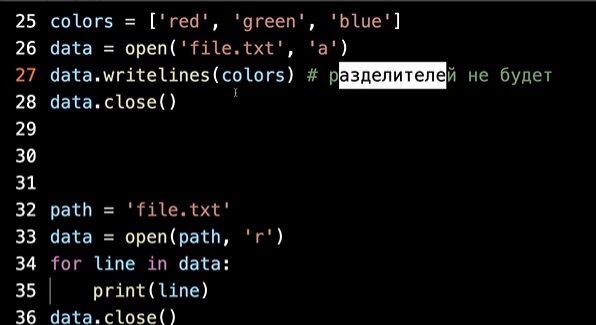 25 colors = ['red', 'green', 'blue']
26 data = open('file.txt', 'a')
27 data.writelines(colors) # разделителей не будет
28 data.close()
29
30
31
32 path = 'file.txt'
33 data = open(path, 'r')
34 for line in data:
35     print(line)
36 data.close()